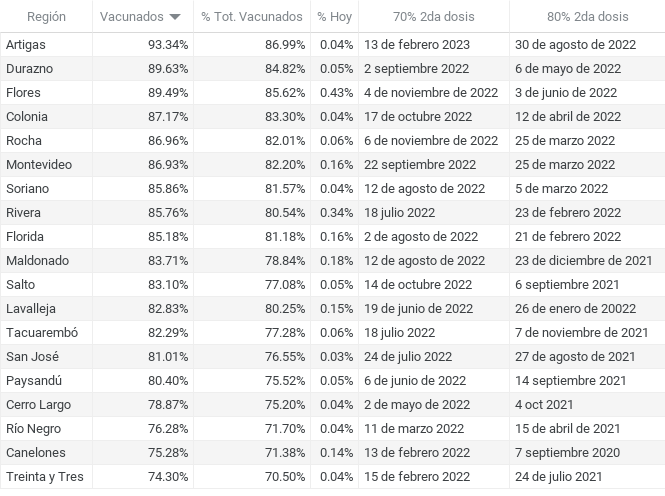 Región Vacunados % Tot. Vacunados % Hoy 70% 2da dosis 80% 2da dosis
Artigas 93.34% 86.99% 0.04% 13 de febrero 2023 30 de agosto de 2022
Durazno 89.63% 84.82% 0.05% 2 septiembre 2022 6 de mayo de 2022
Flores 89.49% 85.62% 0.43% 4 de noviembre de 2022 3 de junio de 2022
Colonia 87.17% 83.30% 0.04% 17 de octubre 2022 12 de abril de 2022
Rocha 86.96% 82.01% 0.06% 6 de noviembre de 2022 25 de marzo 2022
Montevideo 86.93% 82.20% 0.16% 22 septiembre 2022 25 de marzo 2022
Soriano 85.86% 81.57% 0.04% 12 de agosto de 2022 5 de marzo 2022
Rivera 85.76% 80.54% 0.34% 18 julio 2022 23 de febrero 2022
Florida 85.18% 81.18% 0.16% 2 de agosto de 2022 21 de febrero 2022
Maldonado 83.71% 78.84% 0.18% 12 de agosto de 2022 23 de diciembre de 2021
Salto 83.10% 77.08% 0.05% 14 de octubre 2022 6 septiembre 2021
Lavalleja 82.83% 80.25% 0.15% 19 de junio de 2022 26 de enero de 20022
Tacuarembó 82.29% 77.28% 0.06% 18 julio 2022 7 de noviembre de 2021
San José 81.01% 76.55% 0.03% 24 de julio 2022 27 de agosto de 2021
Paysandú 80.40% 75.52% 0.05% 6 de junio de 2022 14 septiembre 2021
Cerro Largo 78.87% 75.20% 0.04% 2 de mayo de 2022 4 oct 2021
Río Negro 76.28% 71.70% 0.04% 11 de marzo 2022 15 de abril de 2021
Canelones 75.28% 71.38% 0.14% 13 de febrero 2022 7 septiembre 2020
Treinta y Tres 74.30% 70.50% 0.04% 15 de febrero 2022 24 de julio 2021